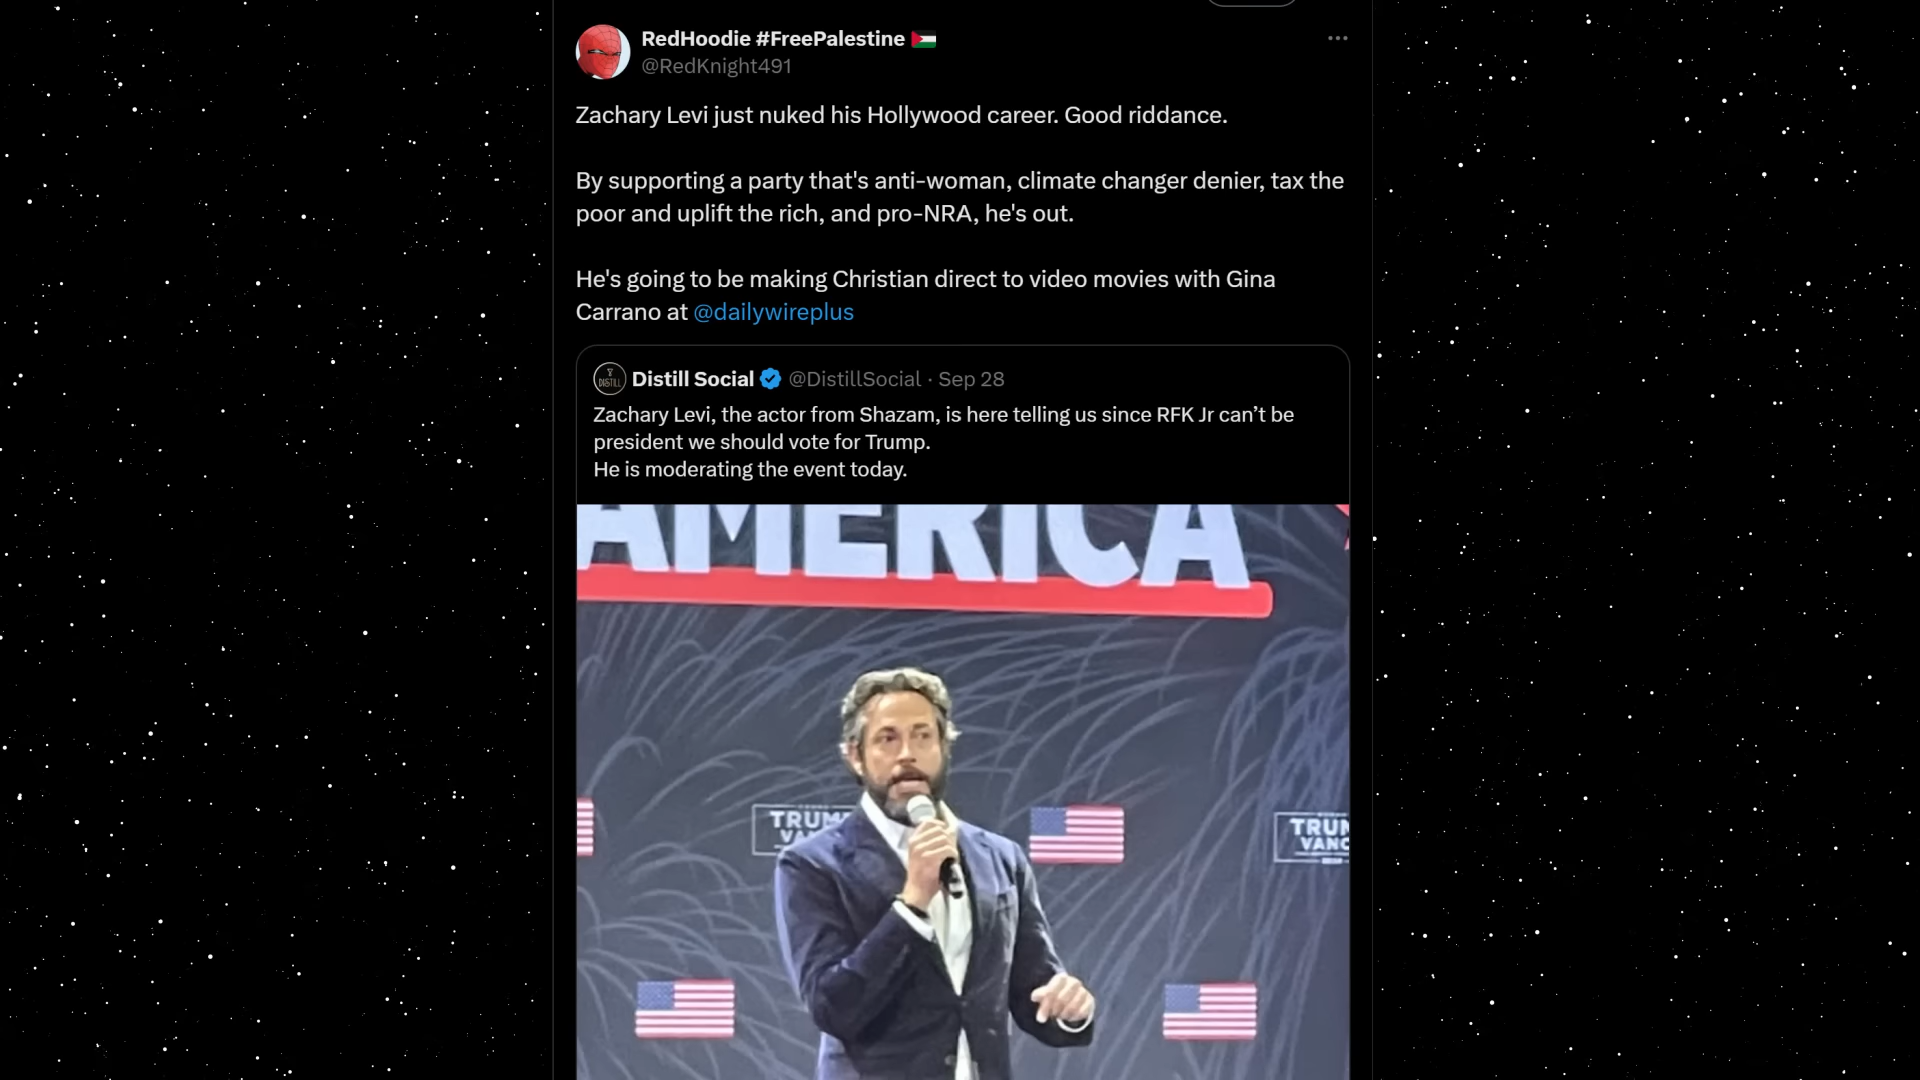 RedHoodie #FreePalestine 🇵🇸
@RedKnight491
Zachary Levi just nuked his Hollywood career. Good riddance.
By supporting a party that's anti-woman, climate changer denier, tax the
poor and uplift the rich, and pro-NRA, he's out.
He's going to be making Christian direct to video movies with Gina
Carrano at @dailywireplus
DISTILL
Distill Social @DistillSocial · Sep 28
Zachary Levi, the actor from Shazam, is here telling us since RFK Jr can’t be
president we should vote for Trump.
He is moderating the event today.
AMERICA
TRUM
VAN
TRUM
VANC